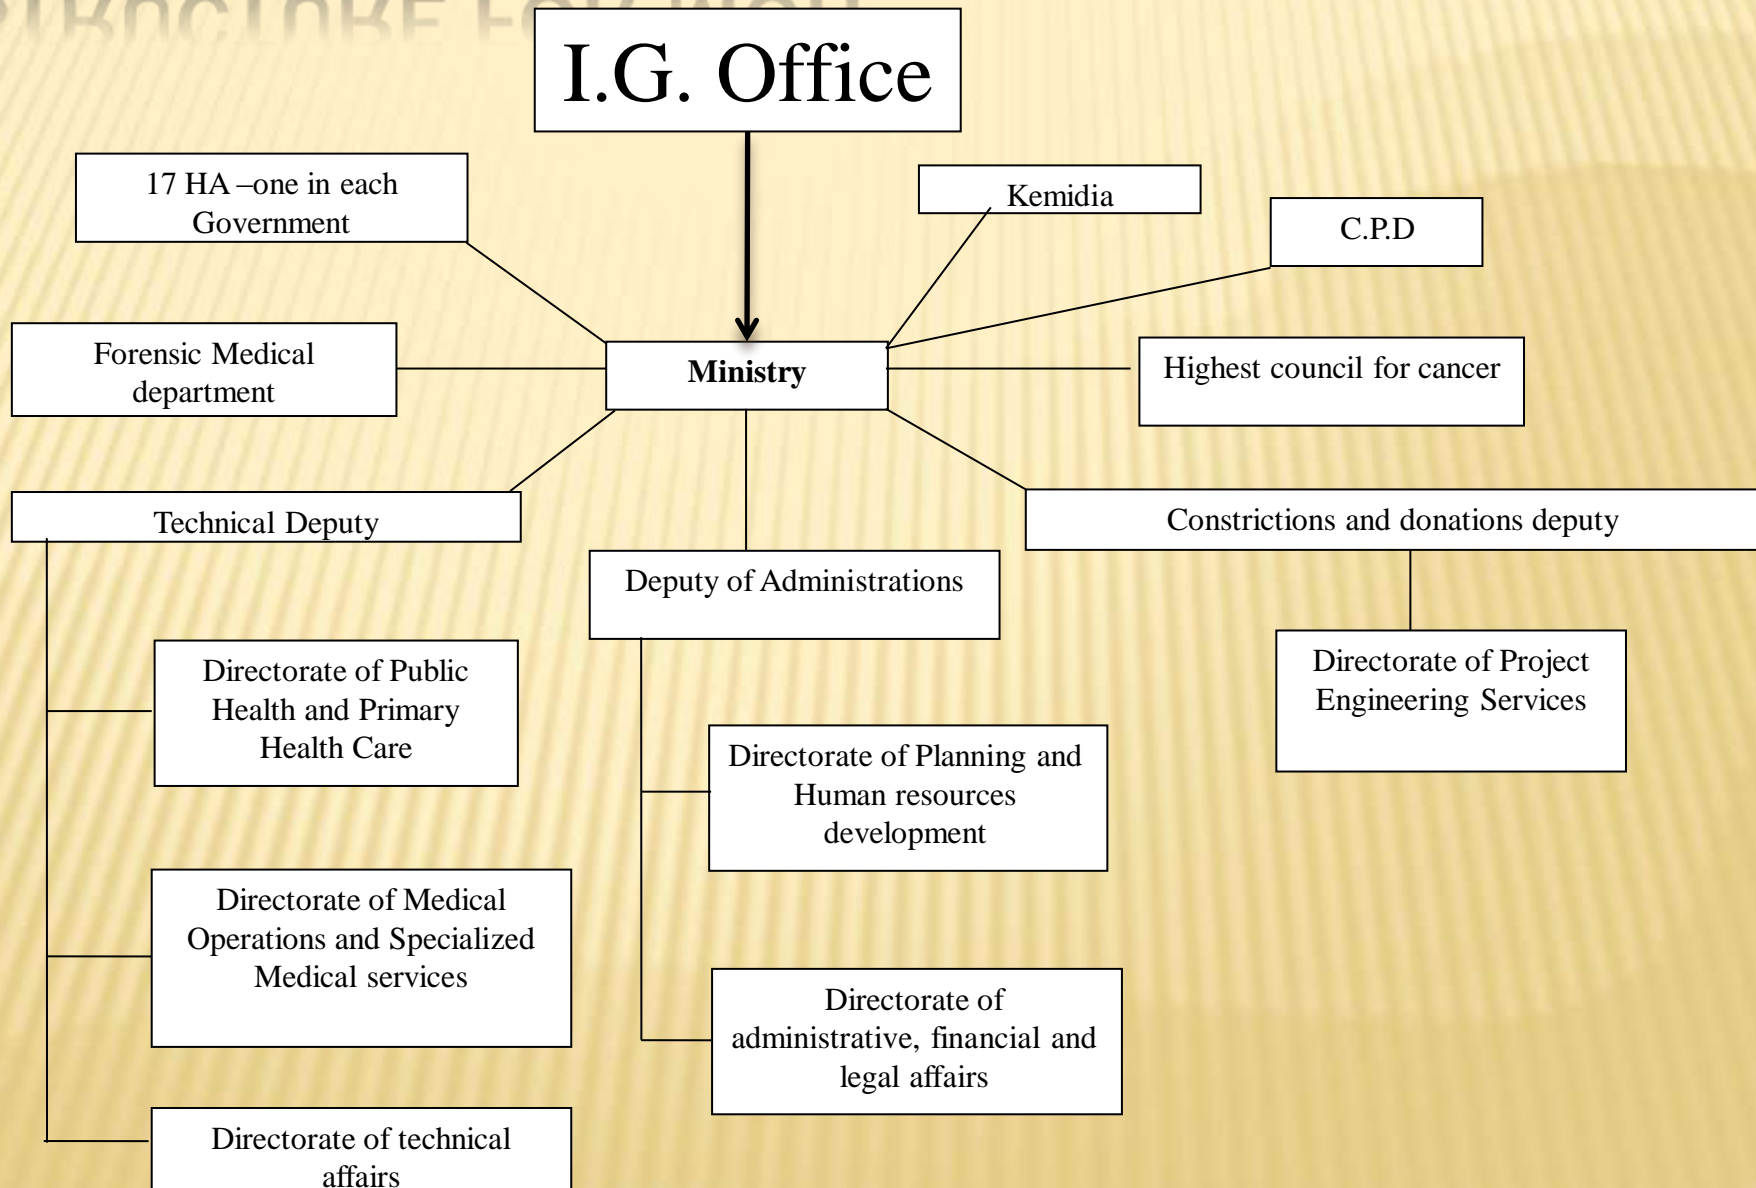 STRUCTURE FOR MOH
I.G. Office
17 HA –one in each
Government
Kemidia
C.P.D
Forensic Medical
department
Ministry
Highest council for cancer
Technical Deputy
Constrictions and donations deputy
Deputy of Administrations
Directorate of Public
Health and Primary
Health Care
Directorate of Project
Engineering Services
Directorate of Planning and
Human resources
development
Directorate of Medical
Operations and Specialized
Medical services
Directorate of
administrative, financial and
legal affairs
Directorate of technical
affairs